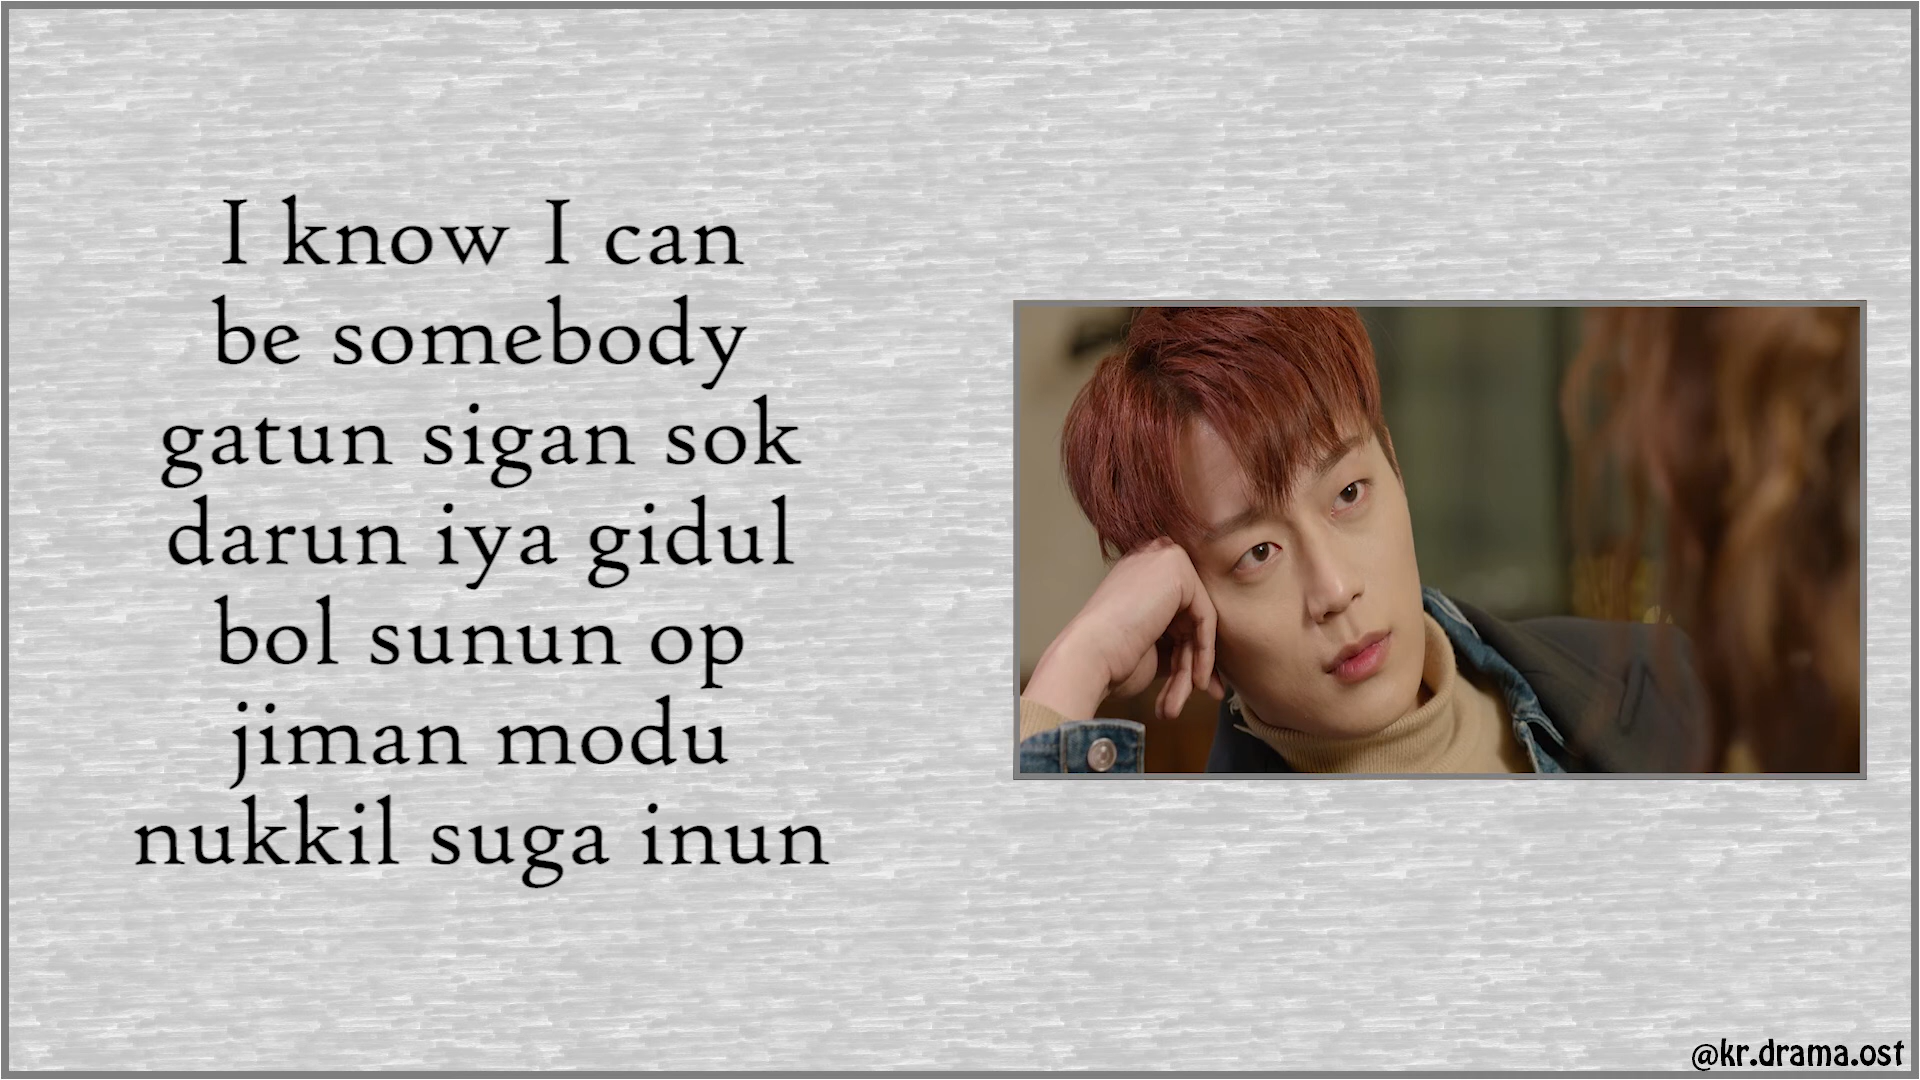 I know I can
be somebody
gatun sigan sok
darun iya gidul
bol sunun op
jiman modu
nukkil suga inun
@kr.drama.ost